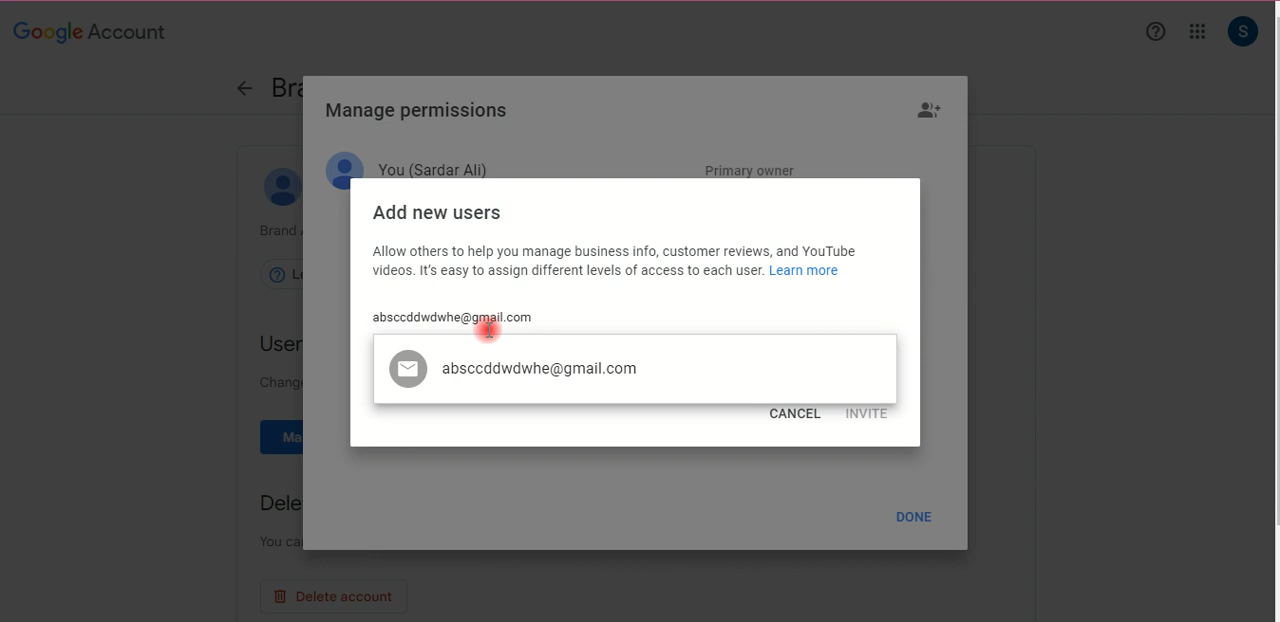 Google Account
S
Bra
Manage permissions
You (Sardar Ali)
Primary owner
Add new users
Brand A
Allow others to help you manage business info, customer reviews, and YouTube
videos. It's easy to assign different levels of access to each user. Learn more
Le
absccddwdwhe@gmail.com
User
absccddwdwhe@gmail.com
Change
CANCEL
INVITE
Ma
Dele
DONE
You can
Delete account